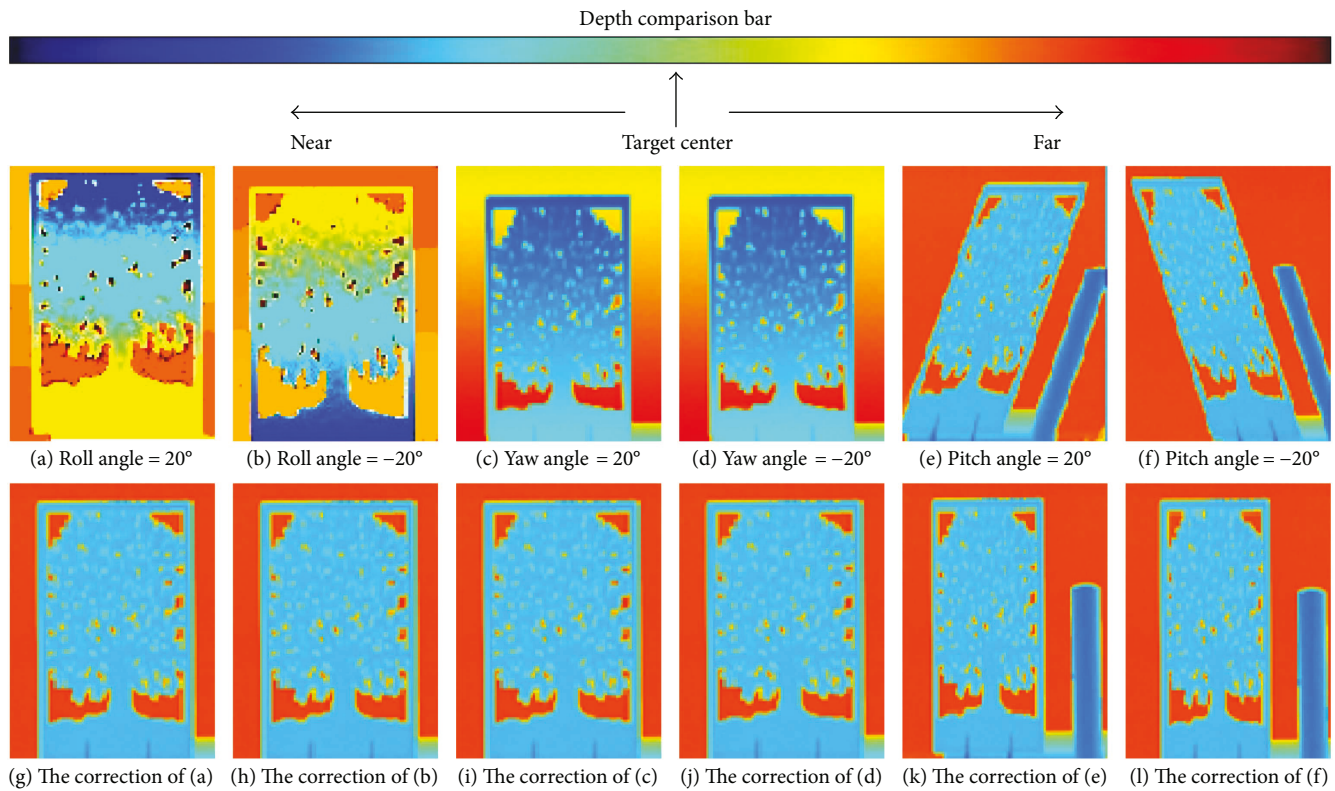 Depth comparison bar
Near
Target center
Far
(a) Roll angle = 20°
(b) Roll angle = −20°
(c) Yaw angle = 20°
(d) Yaw angle = −20°
(e) Pitch angle = 20°
(f) Pitch angle = −20°
(g) The correction of (a)
(h) The correction of (b)
(i) The correction of (c)
(j) The correction of (d)
(k) The correction of (e)
(l) The correction of (f)